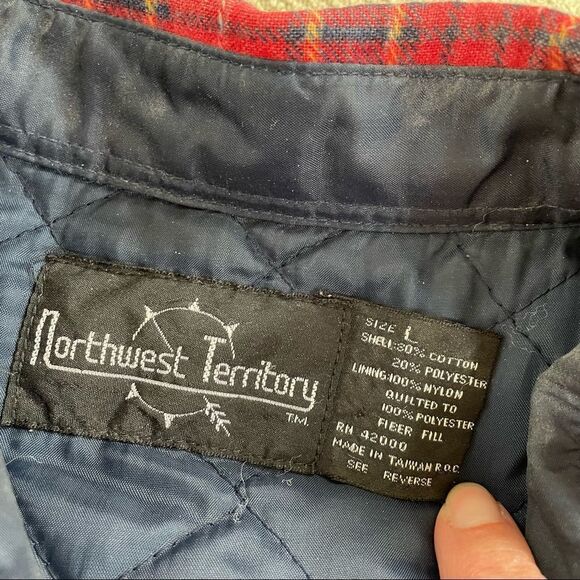 Northwest Territory
T.M.
SIZE L
SHELL:80% COTTON
20% POLYESTER
LINING:100% NYLON
QUILTED TO
100% POLYESTER
FIBER FILL
RN 42000
MADE IN TAIWAN R.O.C.
SEE REVERSE